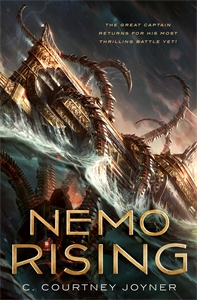 THE GREAT CAPTAIN
RETURNS FOR HIS MOST
THRILLING BATTLE YET!
NEMO
RISING
C. COURTNEY JOYNER